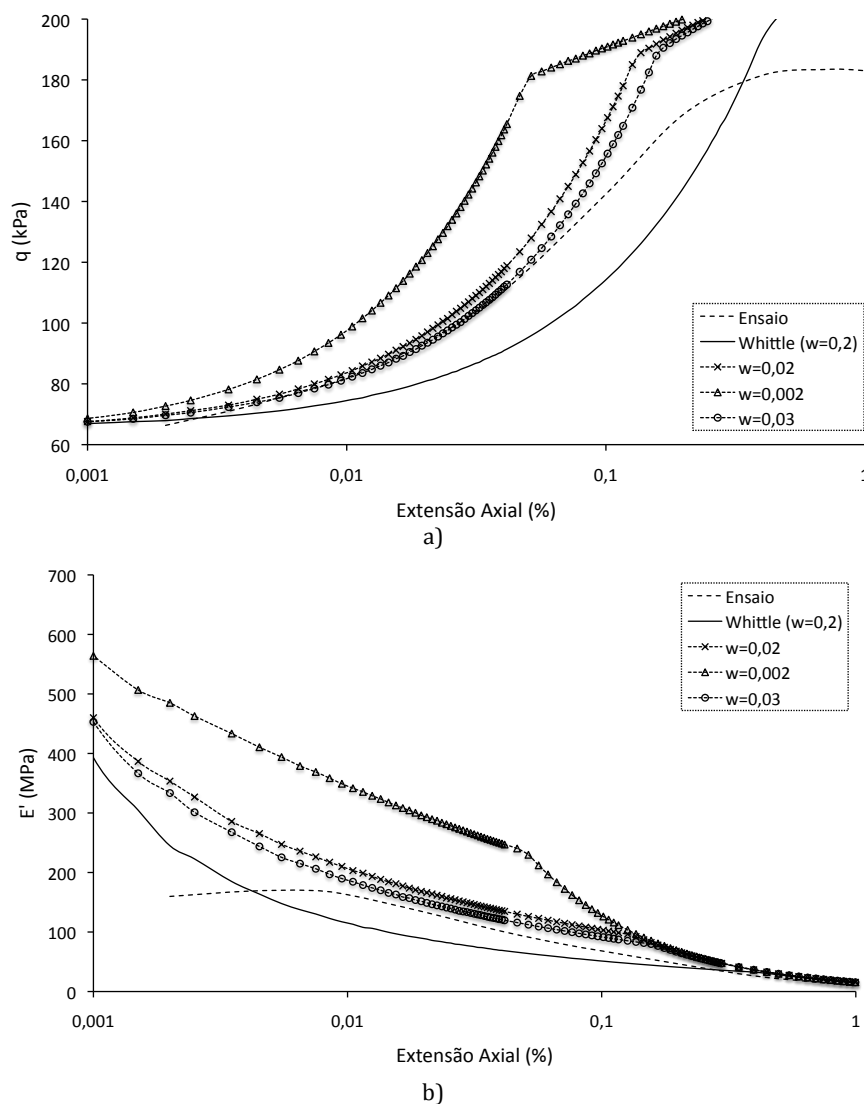 200
180
160
140
120
100
80
60
q (kPa)
0,001
0,01
0,1
1
Extensão Axial (%)
Ensaio
Whittle (w=0,2)
w=0,02
w=0,002
w=0,03
a)
700
600
500
400
300
200
100
0
E' (MPa)
0,001
0,01
0,1
1
Extensão Axial (%)
Ensaio
Whittle (w=0,2)
w=0,02
w=0,002
w=0,03
b)